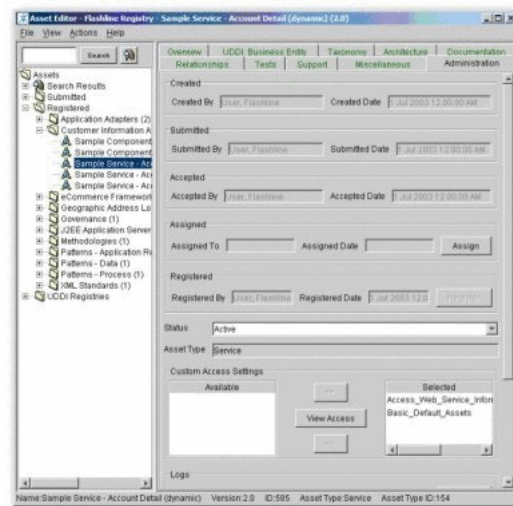 Asset Editor - Flashline Registry - Sample Service - Account Detail (dynamic) (2.0)
File View Actions Help
Search
Assets
Search Results
Submitted
Registered
Application Adapters (2)
Customer Information A
Sample Component
Sample Component
Sample Service - Acc
Sample Service - Acc
Sample Service - Acc
eCommerce Framework
Geographic Address Lo
Governance (1)
J2EE Application Server
Methodologies (1)
Patterns - Application Re
Patterns - Data (1)
Patterns - Process (1)
XML Standards (1)
UDDI Registries
Overview UDDI: Business Entity Taxonomy Architecture Documentation
Relationships Tests Support Miscellaneous Administration
Created
Created By User, Flashline Created Date 1 Jul 2003 12:00:00 AM
Submitted
Submitted By User, Flashline Submitted Date 1 Jul 2003 12:00:00 AM
Accepted
Accepted By User, Flashline Accepted Date 1 Jul 2003 12:00:00 AM
Assigned
Assigned To Assigned Date Assign
Registered
Registered By User, Flashline Registered Date 1 Jul 2003 12:0
Status Active
Asset Type Service
Custom Access Settings
Available Selected
Access_Web_Service_Infor
Basic_Default_Assets
View Access
Logs
Name:Sample Service - Account Detail (dynamic) Version:2.0 ID:585 Asset Type:Service Asset Type ID:154